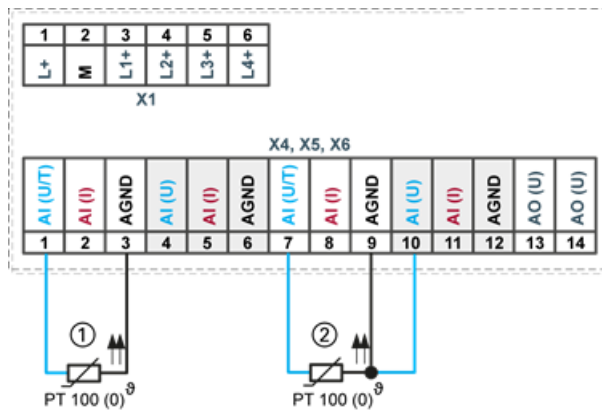 1 2 3 4 5 6
L+ M L1+ L2+ L3+ L4+
X1
X4, X5, X6
AI (U/T) AI (I) AGND AI (U) AI (I) AGND AI (U/T) AI (I) AGND AI (U) AI (I) AGND AO (U) AO (U)
1 2 3 4 5 6 7 8 9 10 11 12 13 14
1 2
ϑ ϑ
PT 100 (0) PT 100 (0)